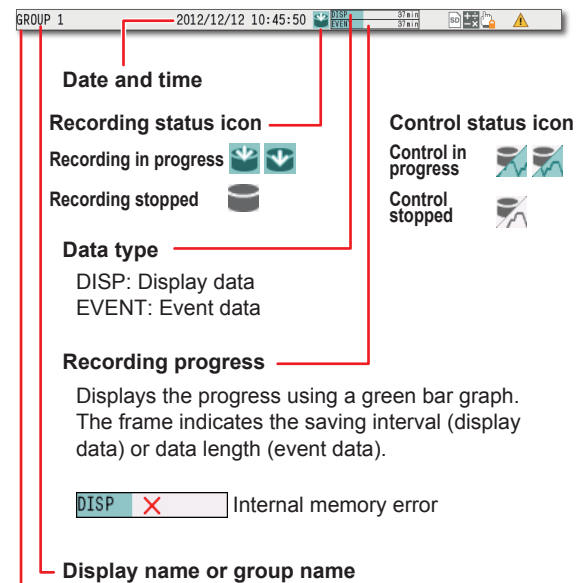 GROUP 1 2012/12/12 10:45:50 DISP 37min
EVENT 37min
SD
Date and time
Recording status icon
Recording in progress
Recording stopped
Control status icon
Control in
progress
Control
stopped
Data type
DISP: Display data
EVENT: Event data
Recording progress
Displays the progress using a green bar graph.
The frame indicates the saving interval (display
data) or data length (event data).
DISP Internal memory error
Display name or group name